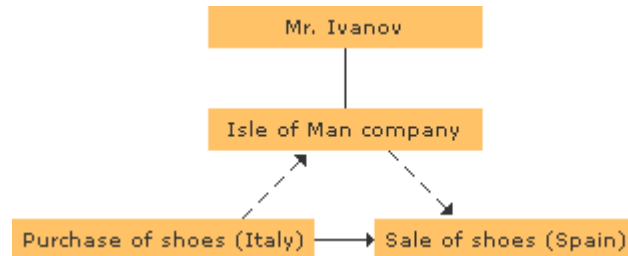 Mr. Ivanov
Isle of Man company
Purchase of shoes (Italy)
Sale of shoes (Spain)